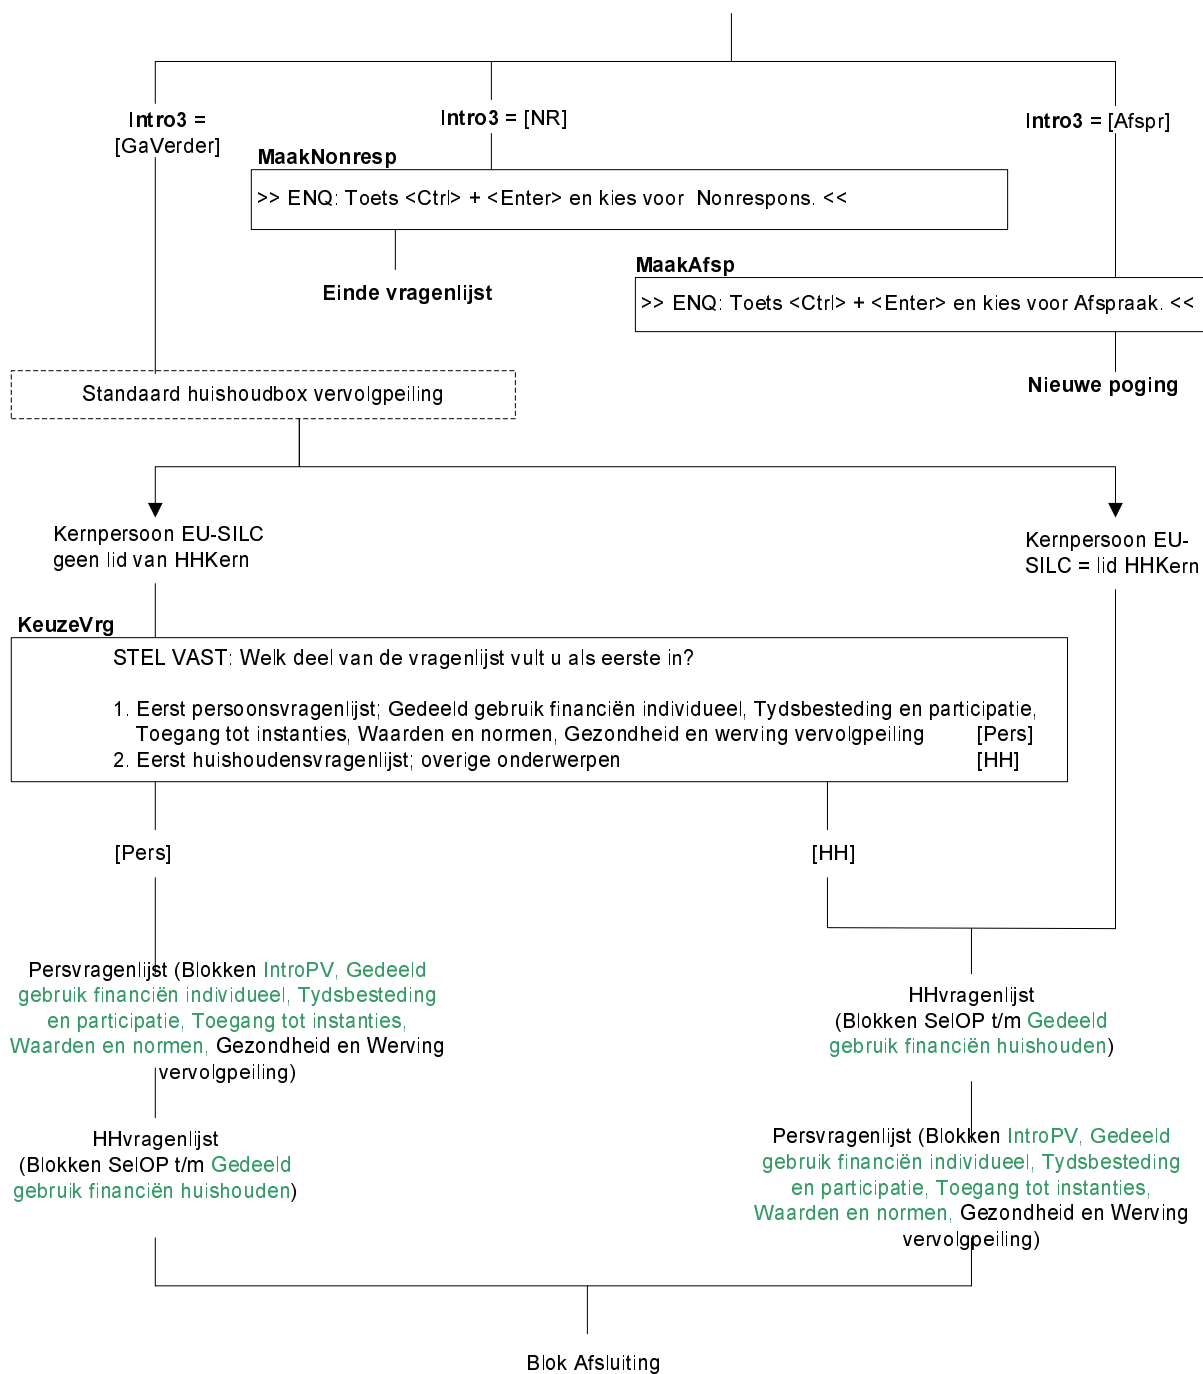 Intro3 =
[GaVerder]
Intro3 = [NR]
Intro3 = [Afspr]
MaakNonresp
>> ENQ: Toets <Ctrl> + <Enter> en kies voor  Nonrespons. <<
Einde vragenlijst
MaakAfsp
>> ENQ: Toets <Ctrl> + <Enter> en kies voor Afspraak. <<
Nieuwe poging
Standaard huishoudbox vervolgpeiling
Kernpersoon EU-SILC
geen lid van HHKern
Kernpersoon EU-
SILC = lid HHKern
KeuzeVrg
STEL VAST: Welk deel van de vragenlijst vult u als eerste in?
1. Eerst persoonsvragenlijst; Gedeeld gebruik financiën individueel, Tydsbesteding en participatie,
Toegang tot instanties, Waarden en normen, Gezondheid en werving vervolgpeiling [Pers]
2. Eerst huishoudensvragenlijst; overige onderwerpen [HH]
[Pers]
[HH]
Persvragenlijst (Blokken IntroPV, Gedeeld
gebruik financiën individueel, Tydsbesteding
en participatie, Toegang tot instanties,
Waarden en normen, Gezondheid en Werving
vervolgpeiling)
HHvragenlijst
(Blokken SelOP t/m Gedeeld
gebruik financiën huishouden)
HHvragenlijst
(Blokken SelOP t/m Gedeeld
gebruik financiën huishouden)
Persvragenlijst (Blokken IntroPV, Gedeeld
gebruik financiën individueel, Tydsbesteding
en participatie, Toegang tot instanties,
Waarden en normen, Gezondheid en Werving
vervolgpeiling)
Blok Afsluiting